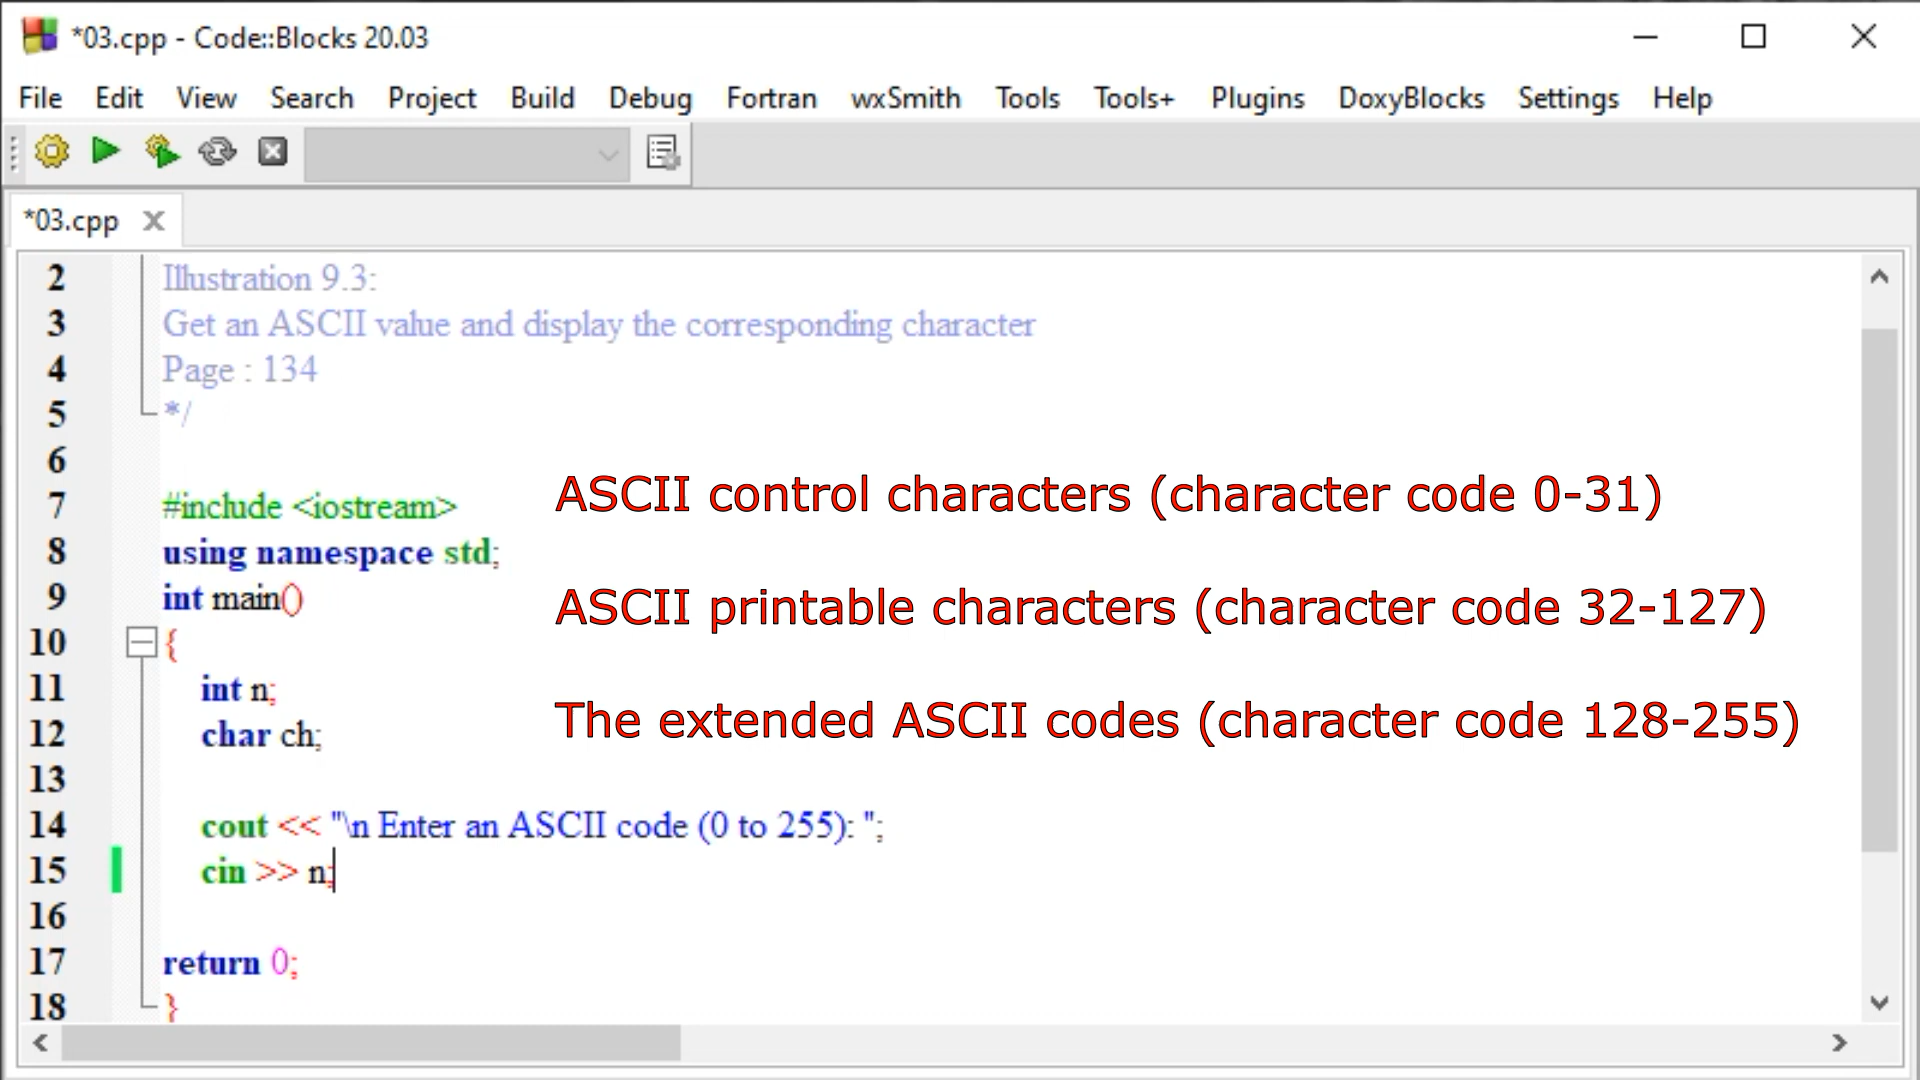 *03.cpp - Code::Blocks 20.03
File Edit View Search Project Build Debug Fortran wxSmith Tools Tools+ Plugins DoxyBlocks Settings Help
*03.cpp
2 Illustration 9.3:
3 Get an ASCII value and display the corresponding character
4 Page : 134
5 */
6
7 #include <iostream>
8 using namespace std;
9 int main()
10 {
11 int n;
12 char ch;
13
14 cout << "\n Enter an ASCII code (0 to 255): ";
15 cin >> n;
16
17 return 0;
18 }
ASCII control characters (character code 0-31)
ASCII printable characters (character code 32-127)
The extended ASCII codes (character code 128-255)